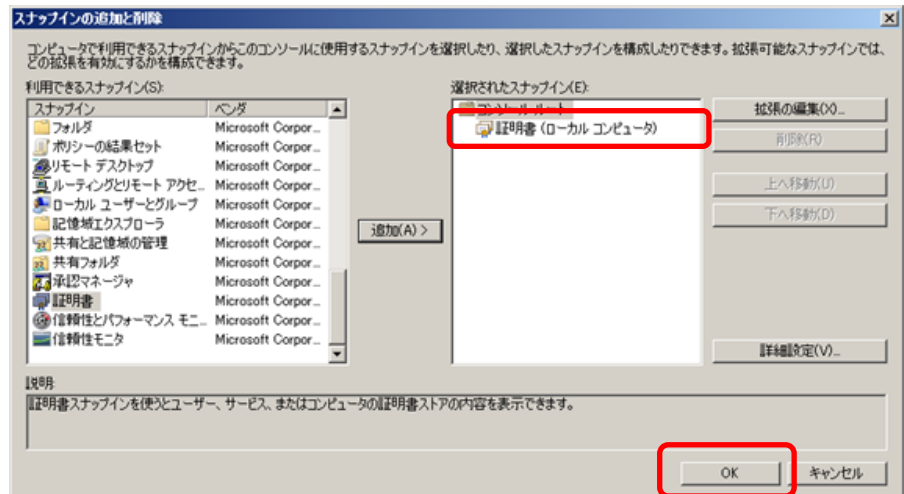 スナップインの追加と削除
コンピュータで利用できるスナップインからこのコンソールに使用するスナップインを選択したり、選択したスナップインを構成したりできます。拡張可能なスナップインでは、
どの拡張を有効にするかを構成できます。
利用できるスナップイン(S):
スナップイン ベンダ
フォルダ Microsoft Corpor...
ポリシーの結果セット Microsoft Corpor...
リモート デスクトップ Microsoft Corpor...
ルーティングとリモート アクセ... Microsoft Corpor...
ローカル ユーザーとグループ Microsoft Corpor...
記憶域エクスプローラ Microsoft Corpor...
共有と記憶域の管理 Microsoft Corpor...
共有フォルダ Microsoft Corpor...
承認マネージャ Microsoft Corpor...
証明書 Microsoft Corpor...
信頼性とパフォーマンス モニ... Microsoft Corpor...
信頼性モニタ Microsoft Corpor...
追加(A) >
選択されたスナップイン(E):
コンソール ルート
証明書 (ローカル コンピュータ)
拡張の編集(X)...
削除(R)
上へ移動(U)
下へ移動(D)
詳細設定(V)...
説明:
証明書スナップインを使うとユーザー、サービス、またはコンピュータの証明書ストアの内容を表示できます。
OK
キャンセル